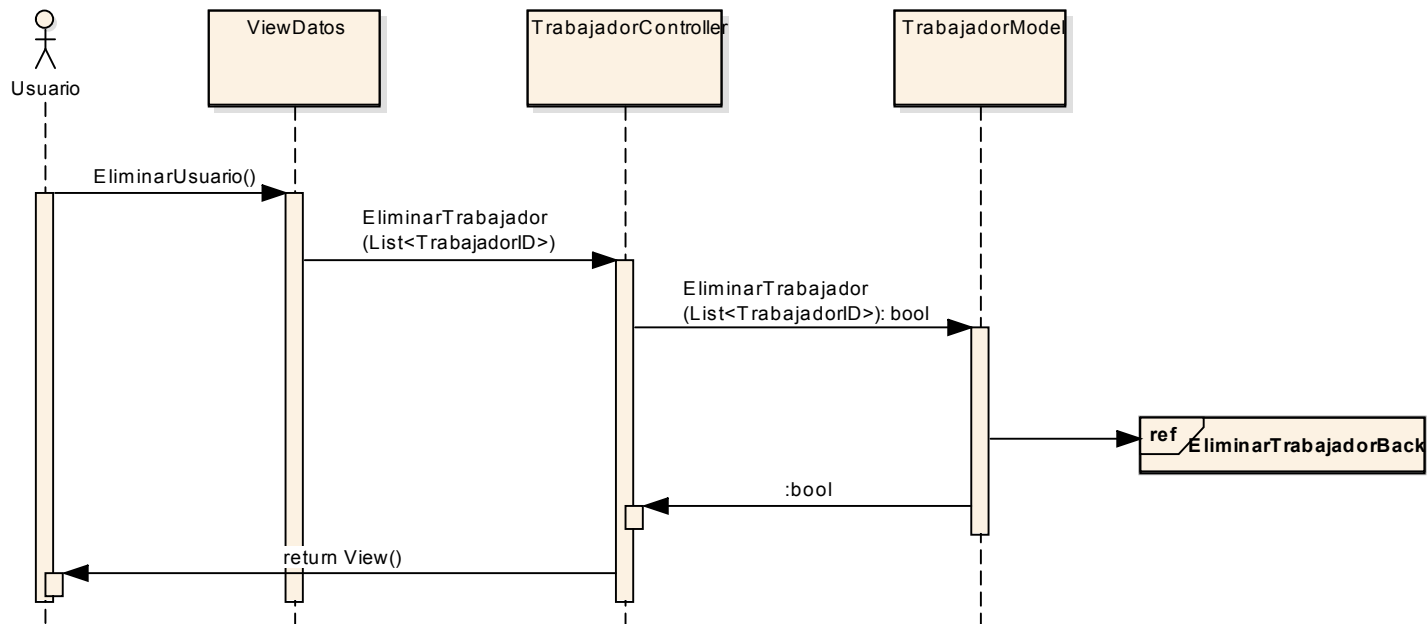 Usuario
ViewDatos
TrabajadorController
TrabajadorModel
EliminarUsuario()
EliminarTrabajador
(List<TrabajadorID>)
EliminarTrabajador
(List<TrabajadorID>): bool
ref
EliminarTrabajadorBack
:bool
return View()